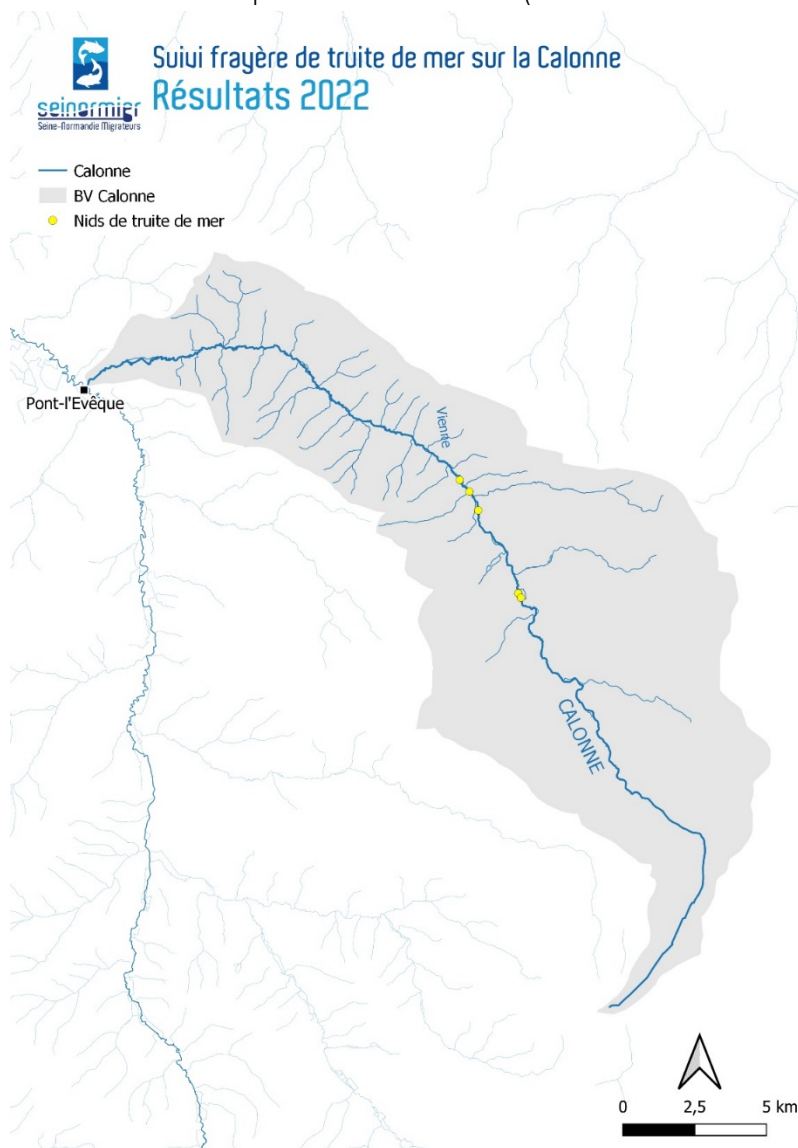 Suivi frayère de truite de mer sur la Calonne
Résultats 2022
seinormigr
Seine-Normandie Migrateurs
Calonne
BV Calonne
Nids de truite de mer
Pont-l'Evêque
Vienne
CALONNE
0 2,5 5 km